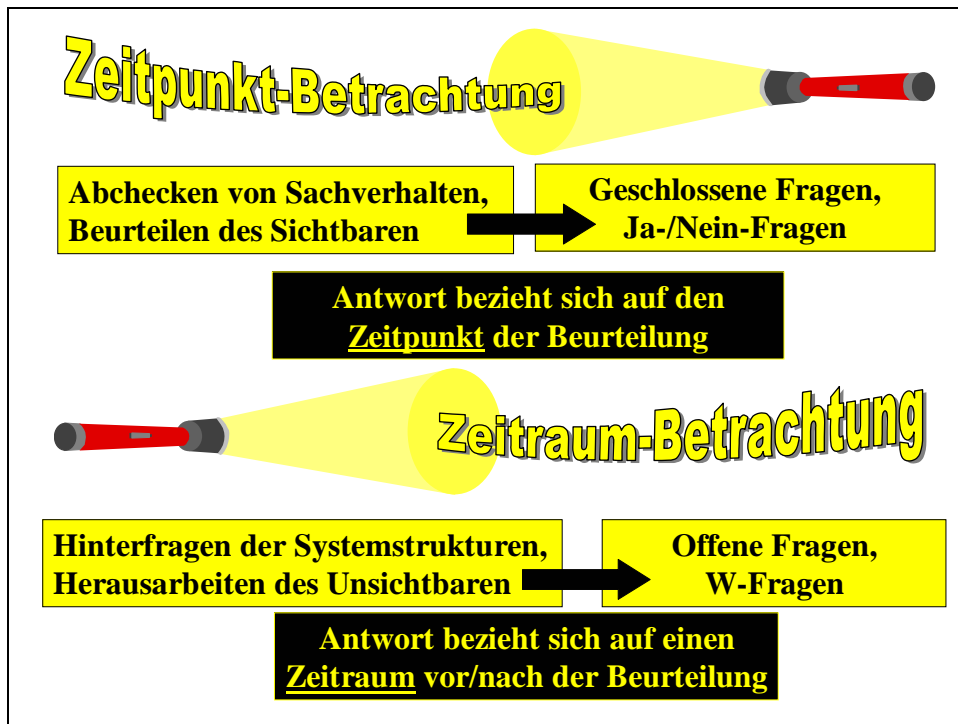 Zeitpunkt-Betrachtung
Abchecken von Sachverhalten,
Beurteilen des Sichtbaren
Geschlossene Fragen,
Ja-/Nein-Fragen
Antwort bezieht sich auf den
Zeitpunkt der Beurteilung
Zeitraum-Betrachtung
Hinterfragen der Systemstrukturen,
Herausarbeiten des Unsichtbaren
Offene Fragen,
W-Fragen
Antwort bezieht sich auf einen
Zeitraum vor/nach der Beurteilung